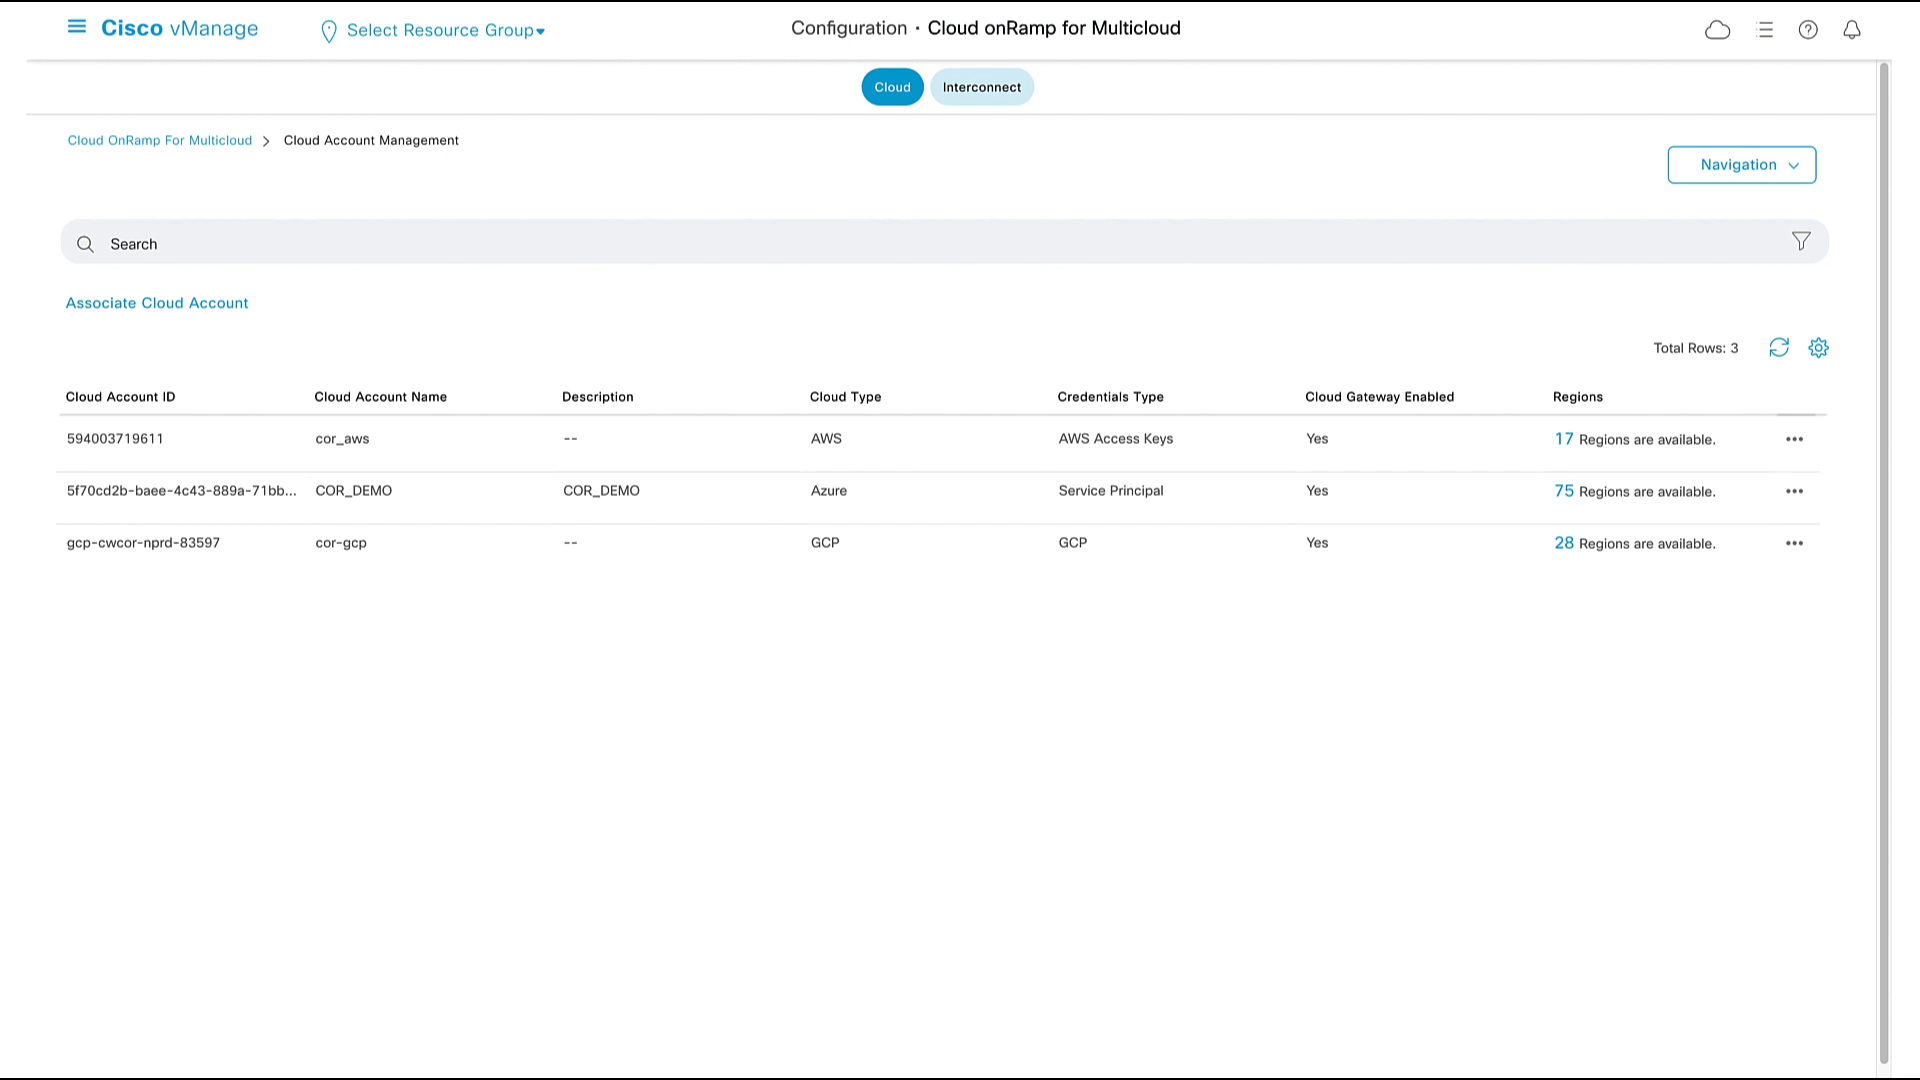 Cisco vManage
Select Resource Group
Configuration · Cloud onRamp for Multicloud
Cloud
Interconnect
Cloud OnRamp For Multicloud > Cloud Account Management
Navigation
Search
Associate Cloud Account
Total Rows: 3
Cloud Account ID Cloud Account Name Description Cloud Type Credentials Type Cloud Gateway Enabled Regions
594003719611 cor_aws -- AWS AWS Access Keys Yes 17 Regions are available.
5f70cd2b-baee-4c43-889a-71bb... COR_DEMO COR_DEMO Azure Service Principal Yes 75 Regions are available.
gcp-cwcor-nprd-83597 cor-gcp -- GCP GCP Yes 28 Regions are available.